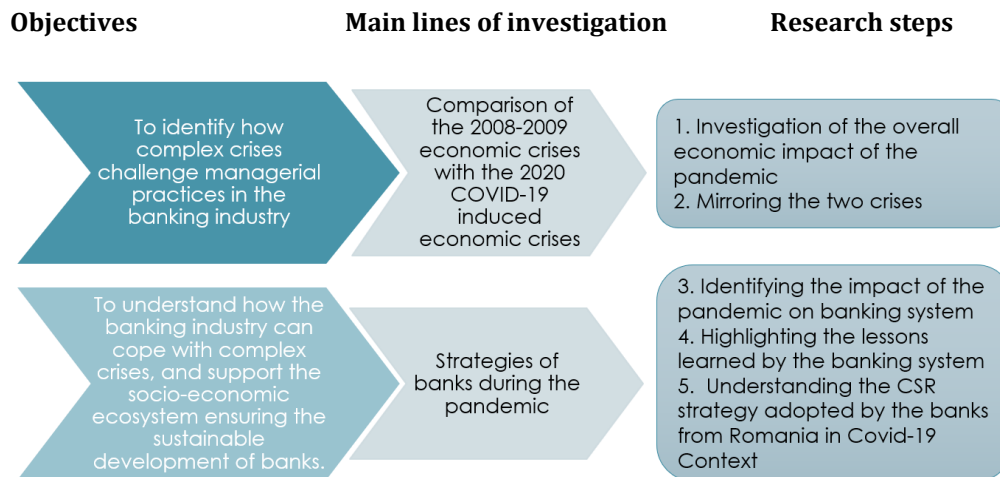 Objectives
Main lines of investigation
Research steps
To identify how
complex crises
challenge managerial
practices in the
banking industry
Comparison of
the 2008-2009
economic crises
with the 2020
COVID-19
induced
economic crises
1. Investigation of the overall
economic impact of the
pandemic
2. Mirroring the two crises
To understand how the
banking industry can
cope with complex
crises, and support the
socio-economic
ecosystem ensuring the
sustainable
development of banks.
Strategies of
banks during the
pandemic
3. Identifying the impact of the
pandemic on banking system
4. Highlighting the lessons
learned by the banking system
5. Understanding the CSR
strategy adopted by the banks
from Romania in Covid-19
Context